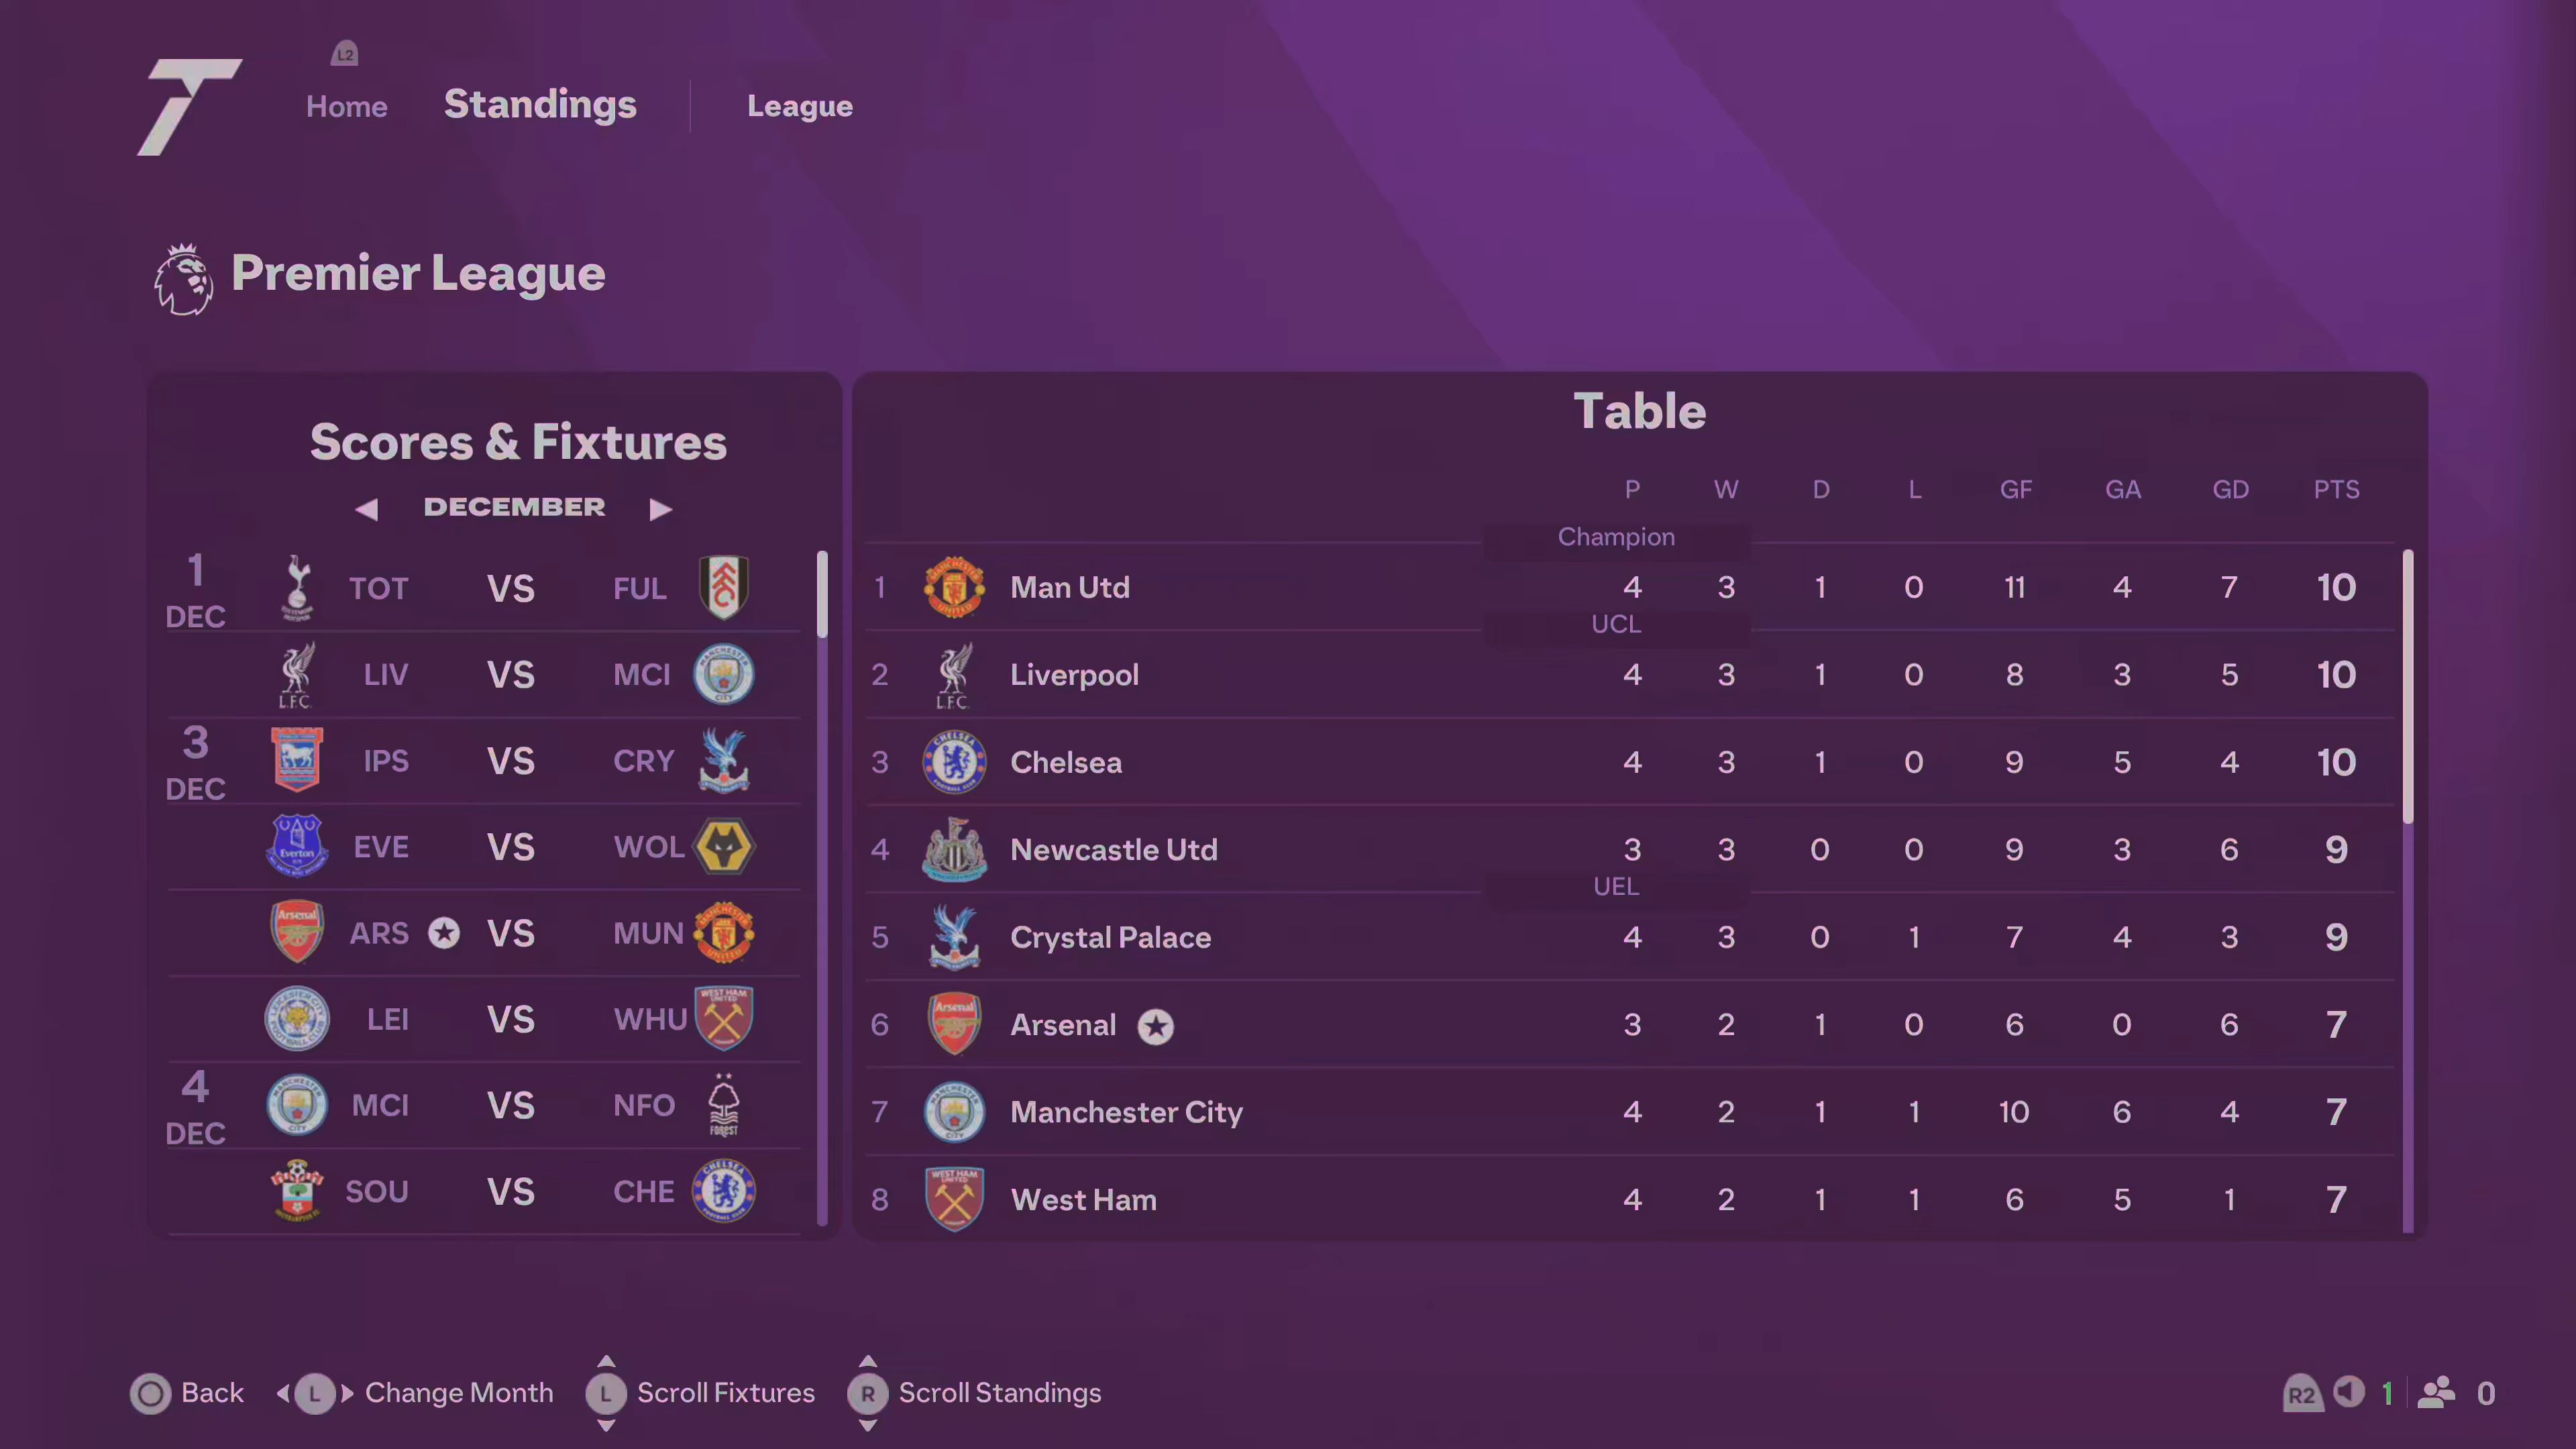 L2
Home Standings League
Premier League
Scores & Fixtures
DECEMBER
1 DEC TOT VS FUL
LIV VS MCI
3 DEC IPS VS CRY
EVE VS WOL
ARS VS MUN
LEI VS WHU
4 DEC MCI VS NFO
SOU VS CHE
Table
P W D L GF GA GD PTS
Champion
1 Man Utd 4 3 1 0 11 4 7 10
UCL
2 Liverpool 4 3 1 0 8 3 5 10
3 Chelsea 4 3 1 0 9 5 4 10
4 Newcastle Utd 3 3 0 0 9 3 6 9
UEL
5 Crystal Palace 4 3 0 1 7 4 3 9
6 Arsenal 3 2 1 0 6 0 6 7
7 Manchester City 4 2 1 1 10 6 4 7
8 West Ham 4 2 1 1 6 5 1 7
Back L Change Month L Scroll Fixtures R Scroll Standings
R2 1 0